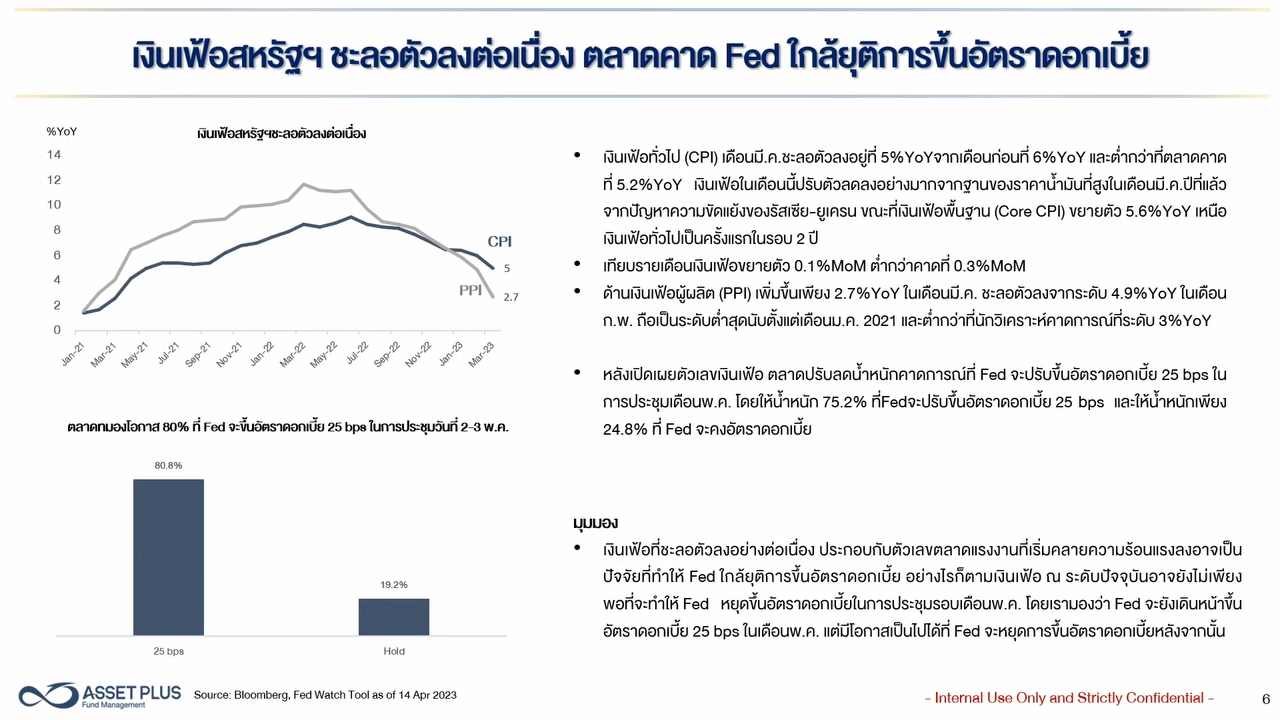 เงินเฟ้อสหรัฐฯ ชะลอตัวลงต่อเนื่อง ตลาดคาด Fed ใกล้ยุติการขึ้นอัตราดอกเบี้ย
%YoY
เงินเฟ้อสหรัฐฯชะลอตัวลงต่อเนื่อง
14
12
10
8
6
4
2
0
CPI
5
PPI
2.7
Jan-21
Mar-21
May-21
Jul-21
Sep-21
Nov-21
Jan-22
Mar-22
May-22
Jul-22
Sep-22
Nov-22
Jan-23
Mar-23
ตลาดทมองโอกาส 80% ที่ Fed จะขึ้นอัตราดอกเบี้ย 25 bps ในการประชุมวันที่ 2-3 พ.ค.
80.8%
19.2%
25 bps
Hold
• เงินเฟ้อทั่วไป (CPI) เดือนมี.ค.ชะลอตัวลงอยู่ที่ 5%YoYจากเดือนก่อนที่ 6%YoY และต่ำกว่าที่ตลาดคาด
ที่ 5.2%YoY เงินเฟ้อในเดือนนี้ปรับตัวลดลงอย่างมากจากฐานของราคาน้ำมันที่สูงในเดือนมี.ค.ปีที่แล้ว
จากปัญหาความขัดแย้งของรัสเซีย-ยูเครน ขณะที่เงินเฟ้อพื้นฐาน (Core CPI) ขยายตัว 5.6%YoY เหนือ
เงินเฟ้อทั่วไปเป็นครั้งแรกในรอบ 2 ปี
• เทียบรายเดือนเงินเฟ้อขยายตัว 0.1%MoM ต่ำกว่าคาดที่ 0.3%MoM
• ด้านเงินเฟ้อผู้ผลิต (PPI) เพิ่มขึ้นเพียง 2.7%YoY ในเดือนมี.ค. ชะลอตัวลงจากระดับ 4.9%YoY ในเดือน
ก.พ. ถือเป็นระดับต่ำสุดนับตั้งแต่เดือนม.ค. 2021 และต่ำกว่าที่นักวิเคราะห์คาดการณ์ที่ระดับ 3%YoY
• หลังเปิดเผยตัวเลขเงินเฟ้อ ตลาดปรับลดน้ำหนักคาดการณ์ที่ Fed จะปรับขึ้นอัตราดอกเบี้ย 25 bps ใน
การประชุมเดือนพ.ค. โดยให้น้ำหนัก 75.2% ที่Fedจะปรับขึ้นอัตราดอกเบี้ย 25 bps และให้น้ำหนักเพียง
24.8% ที่ Fed จะคงอัตราดอกเบี้ย
มุมมอง
• เงินเฟ้อที่ชะลอตัวลงอย่างต่อเนื่อง ประกอบกับตัวเลขตลาดแรงงานที่เริ่มคลายความร้อนแรงลงอาจเป็น
ปัจจัยที่ทำให้ Fed ใกล้ยุติการขึ้นอัตราดอกเบี้ย อย่างไรก็ตามเงินเฟ้อ ณ ระดับปัจจุบันอาจยังไม่เพียง
พอที่จะทำให้ Fed หยุดขึ้นอัตราดอกเบี้ยในการประชุมรอบเดือนพ.ค. โดยเรามองว่า Fed จะยังเดินหน้าขึ้น
อัตราดอกเบี้ย 25 bps ในเดือนพ.ค. แต่มีโอกาสเป็นไปได้ที่ Fed จะหยุดการขึ้นอัตราดอกเบี้ยหลังจากนั้น
ASSET PLUS
Fund Management
Source: Bloomberg, Fed Watch Tool as of 14 Apr 2023
- Internal Use Only and Strictly Confidential -
6